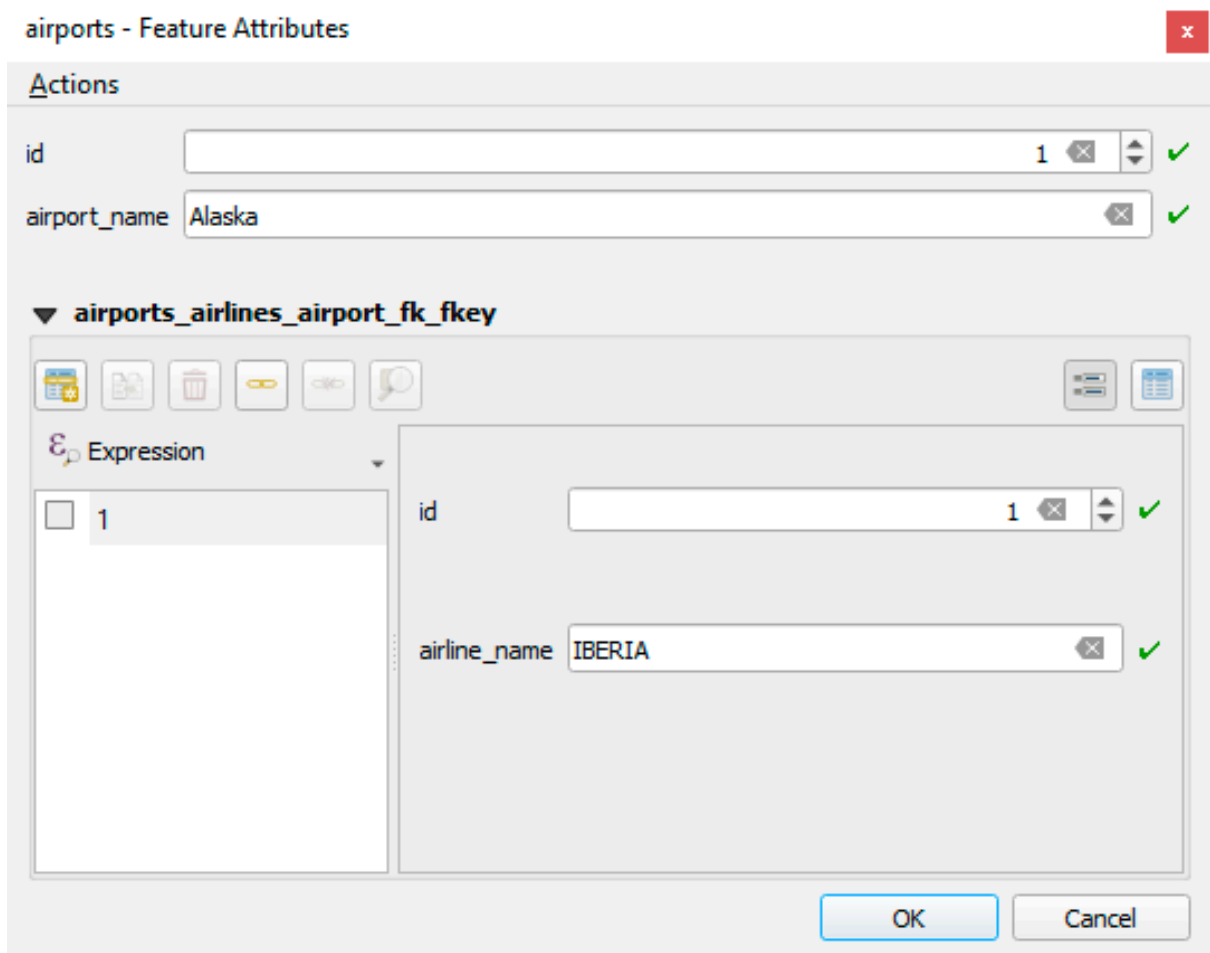 airports - Feature Attributes
x
Actions
id 1
airport_name Alaska
airports_airlines_airport_fk_fkey
ε Expression
1
id 1
airline_name IBERIA
OK Cancel